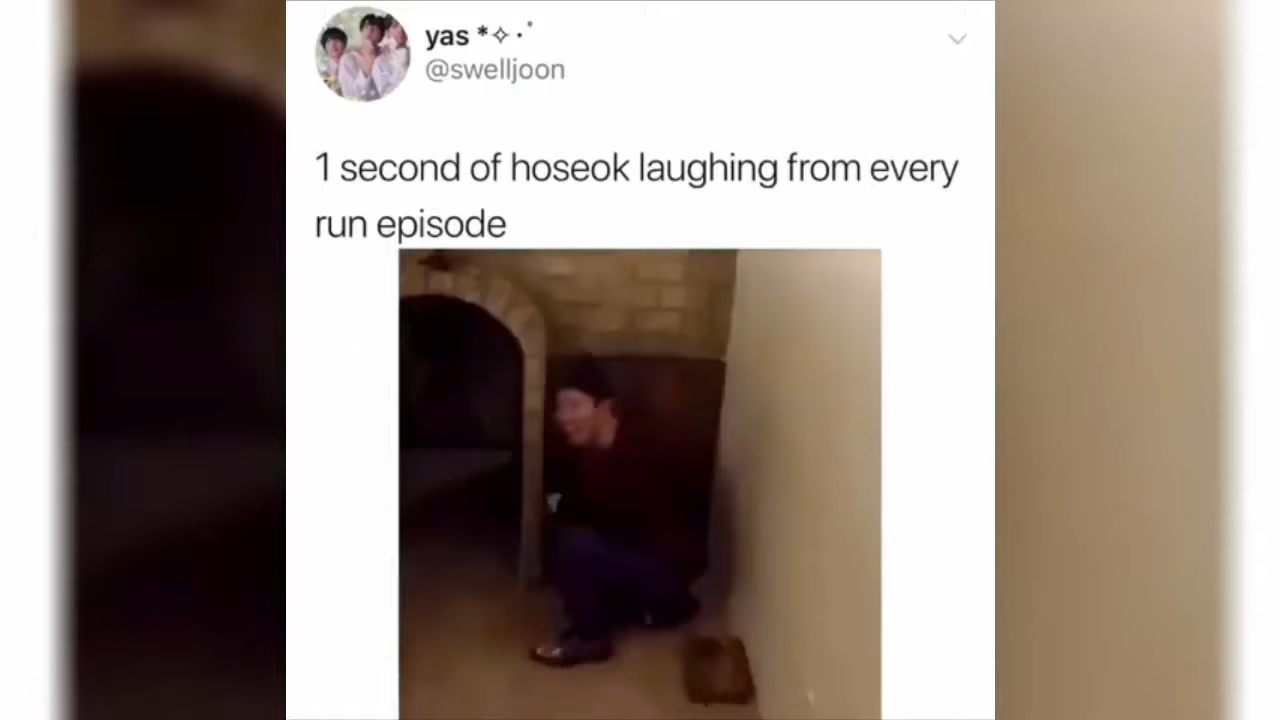 yas *✧･ﾟ
@swelljoon
1 second of hoseok laughing from every
run episode